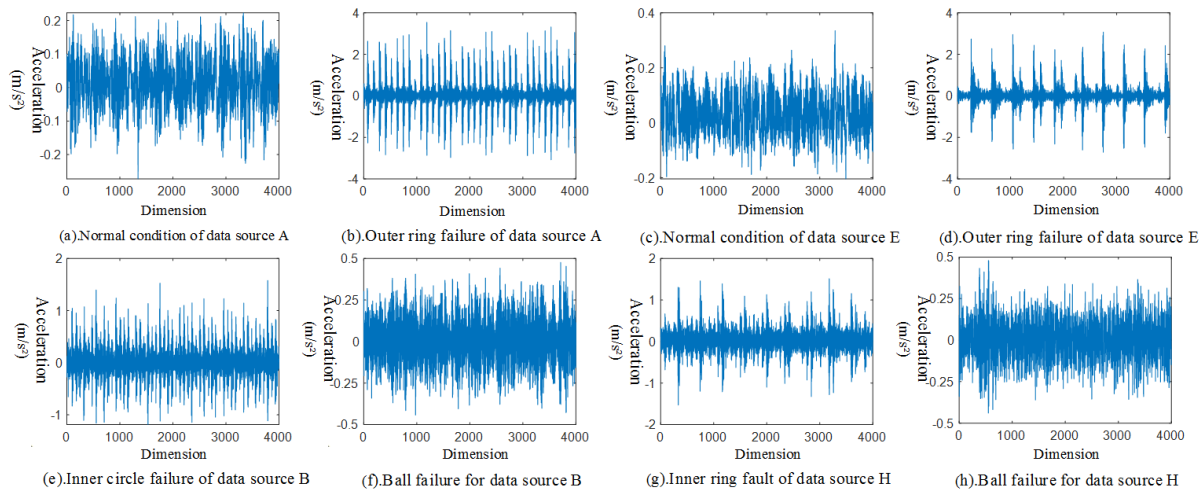 0.2
0.1
0
0.1
0.2
0 1000 2000 3000 4000
Acceleration
(m/s²)
Dimension
(a).Normal condition of data source A
4
2
0
-2
-4
0 1000 2000 3000 4000
Acceleration
(m/s²)
Dimension
(b).Outer ring failure of data source A
0.4
0.2
0
-0.2
0 1000 2000 3000 4000
Acceleration
(m/s²)
Dimension
(c).Normal condition of data source E
4
2
0
-2
-4
0 1000 2000 3000 4000
Acceleration
(m/s²)
Dimension
(d).Outer ring failure of data source E
2
1
0
-1
0 1000 2000 3000 4000
Acceleration
(m/s²)
Dimension
(e).Inner circle failure of data source B
0.5
0.25
0
-0.25
-0.5
0 1000 2000 3000 4000
Acceleration
(m/s²)
Dimension
(f).Ball failure for data source B
2
1
0
-1
-2
0 1000 2000 3000 4000
Acceleration
(m/s²)
Dimension
(g).Inner ring fault of data source H
0.5
0.25
0
-0.25
-0.5
0 1000 2000 3000 4000
Acceleration
(m/s²)
Dimension
(h).Ball failure for data source H